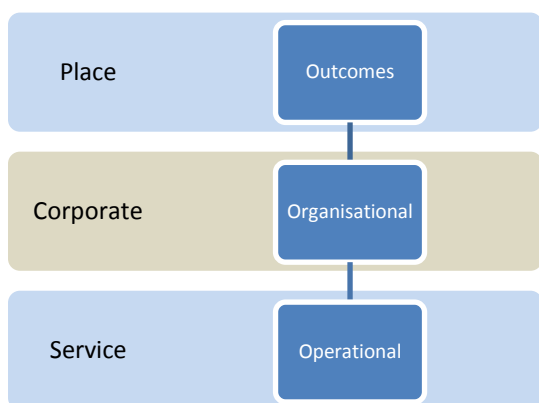 Place
Outcomes
Corporate
Organisational
Service
Operational